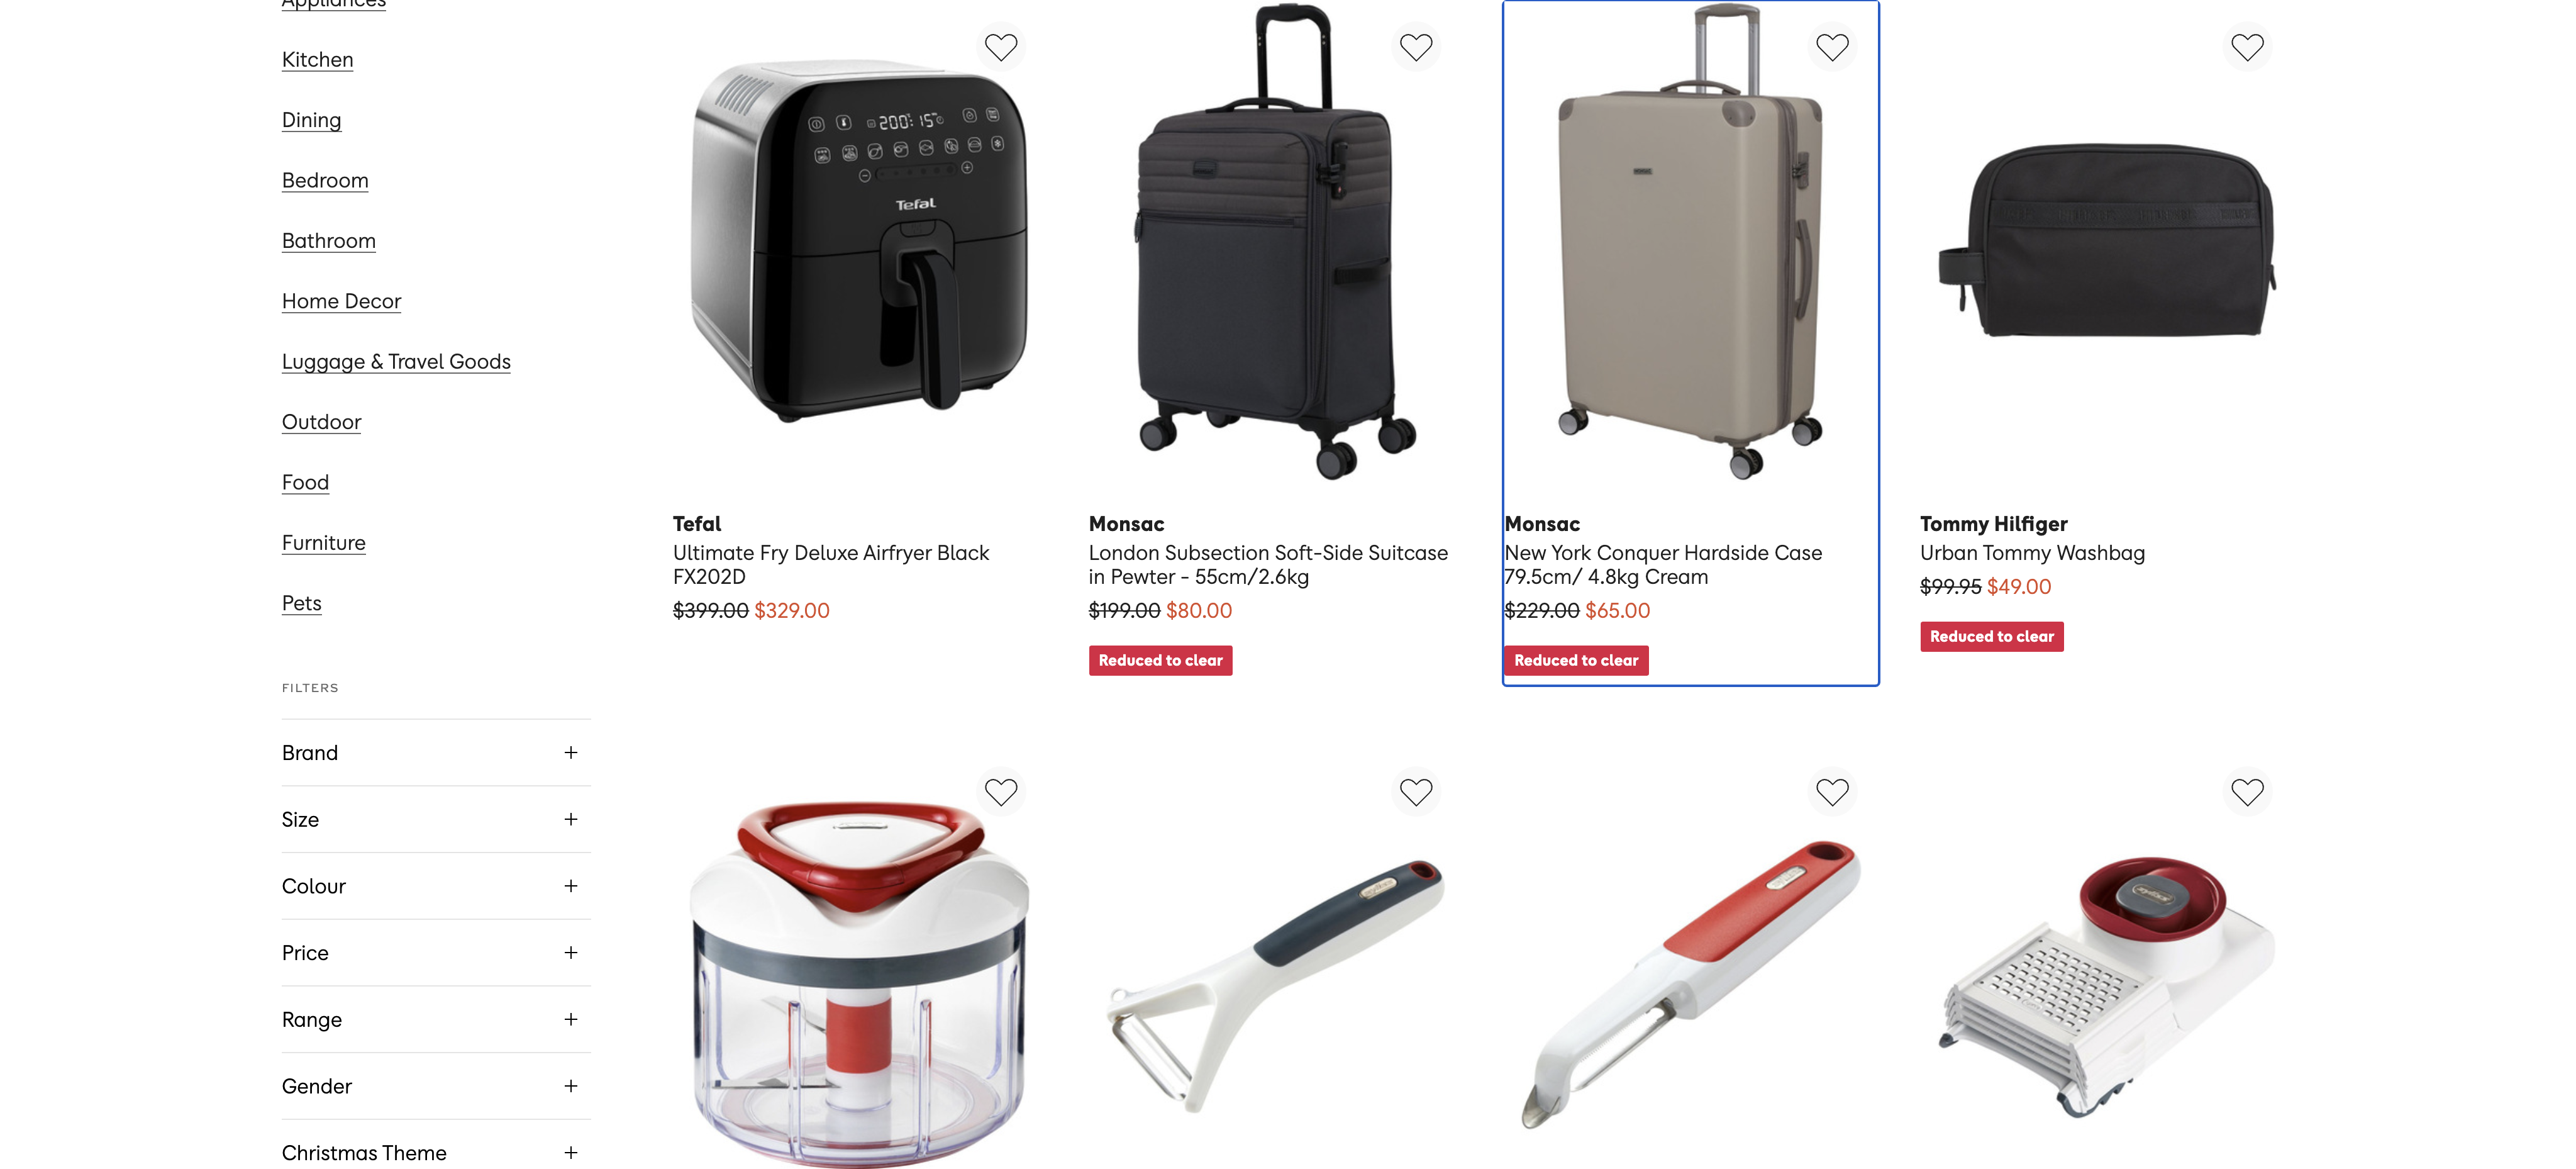 Appliances
Kitchen
Dining
Bedroom
Bathroom
Home Decor
Luggage & Travel Goods
Outdoor
Food
Furniture
Pets
FILTERS
Brand
Size
Colour
Price
Range
Gender
Christmas Theme
200: 15
Tefal
Tefal
Ultimate Fry Deluxe Airfryer Black
FX202D
$399.00 $329.00
Monsac
London Subsection Soft-Side Suitcase
in Pewter - 55cm/2.6kg
$199.00 $80.00
Reduced to clear
Monsac
New York Conquer Hardside Case
79.5cm/ 4.8kg Cream
$229.00 $65.00
Reduced to clear
Tommy Hilfiger
Urban Tommy Washbag
$99.95 $49.00
Reduced to clear